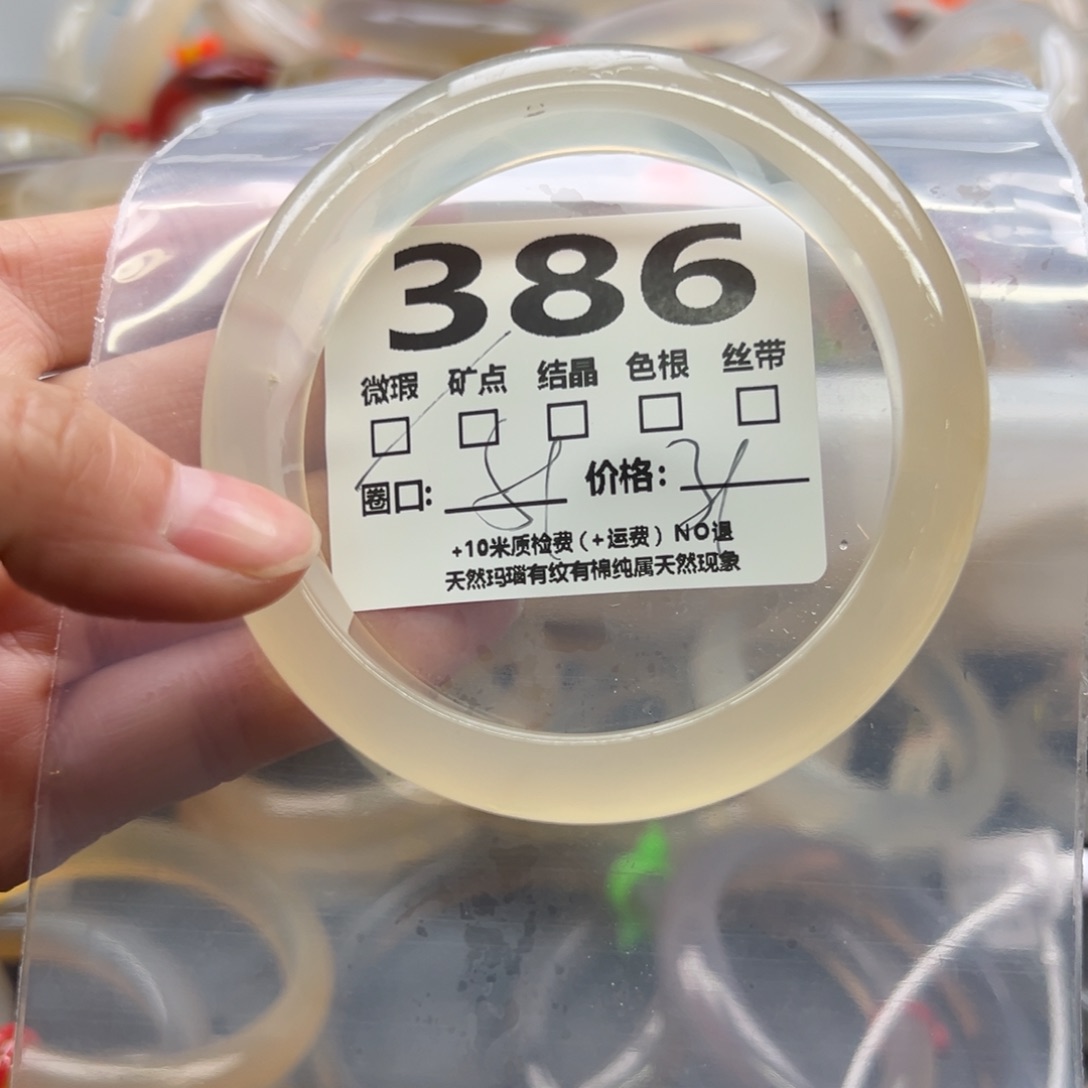 386
微瑕 矿点 结晶 色根 丝带
圈口: 价格:
+10米质检费(+运费) NO退
天然玛瑙有纹有棉纯属天然现象